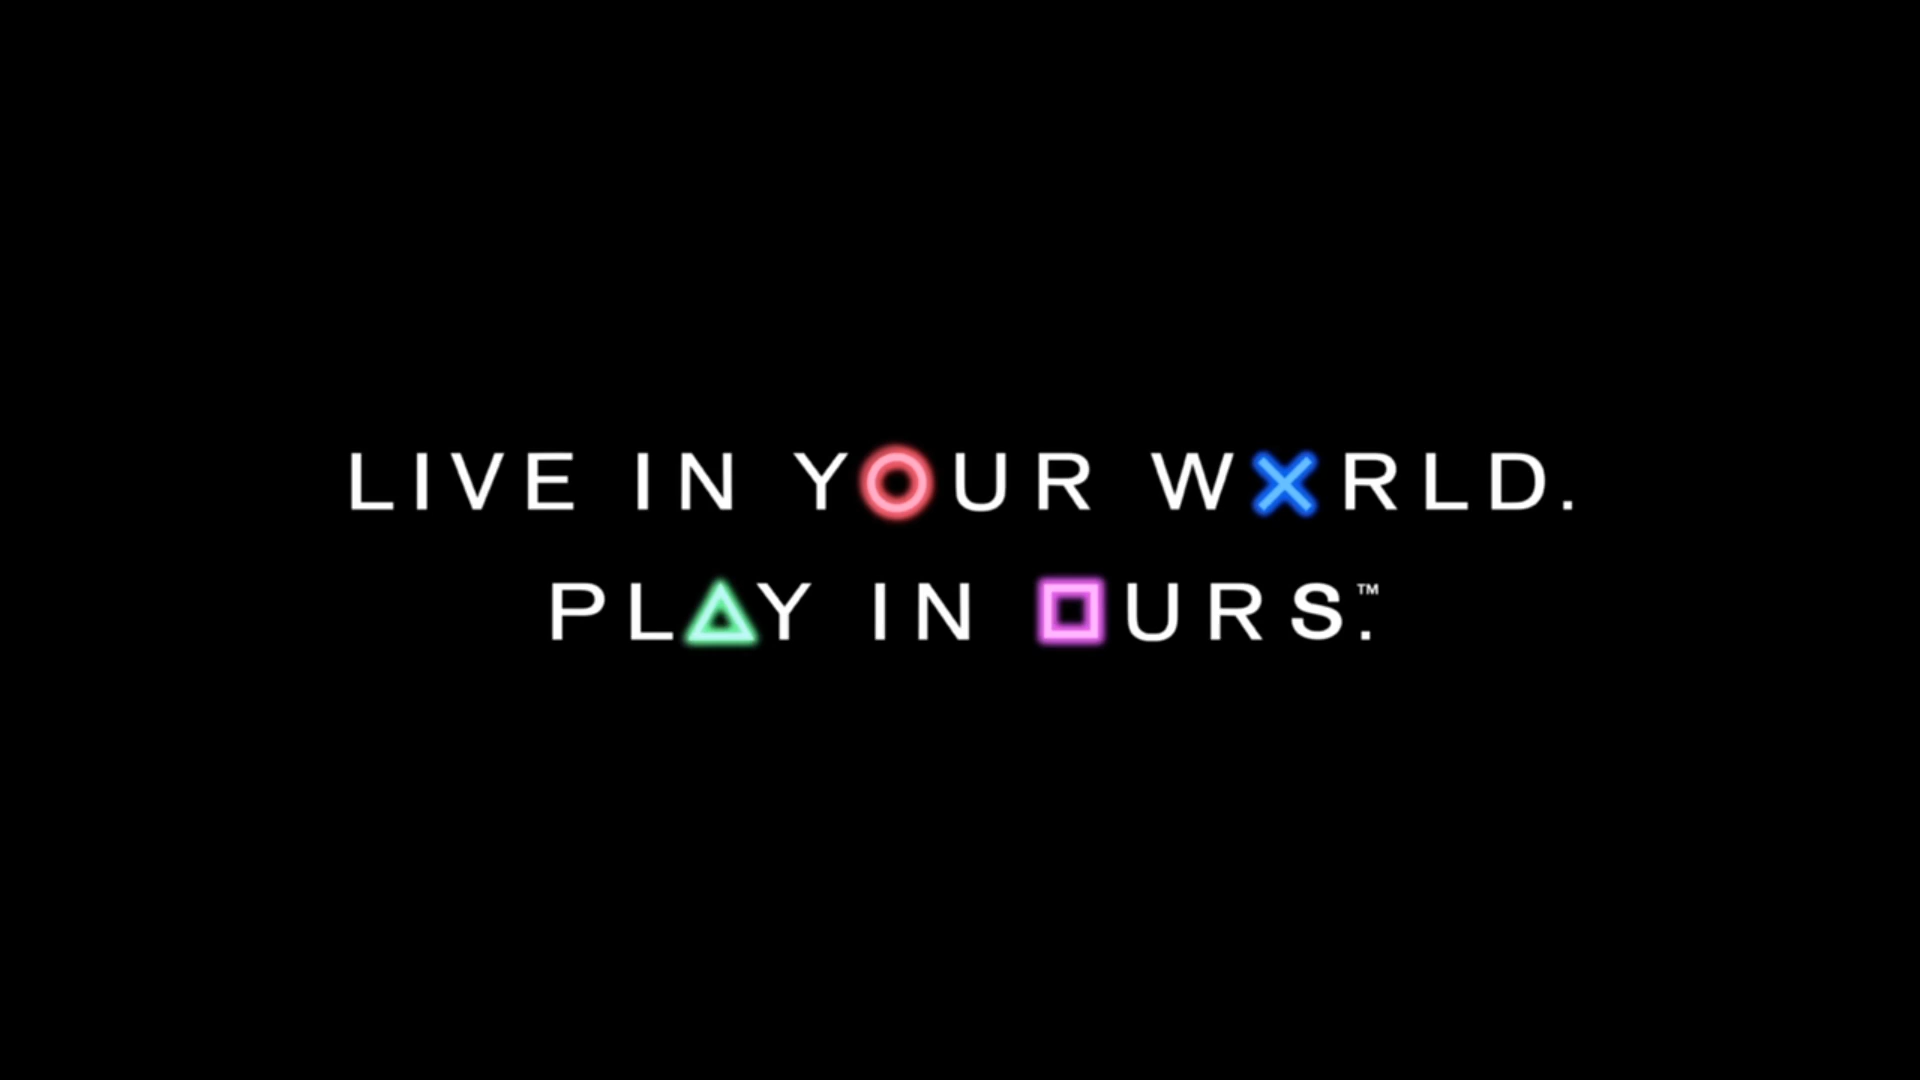 LIVE IN Y○UR W✕RLD.
PL△Y IN □URS.™